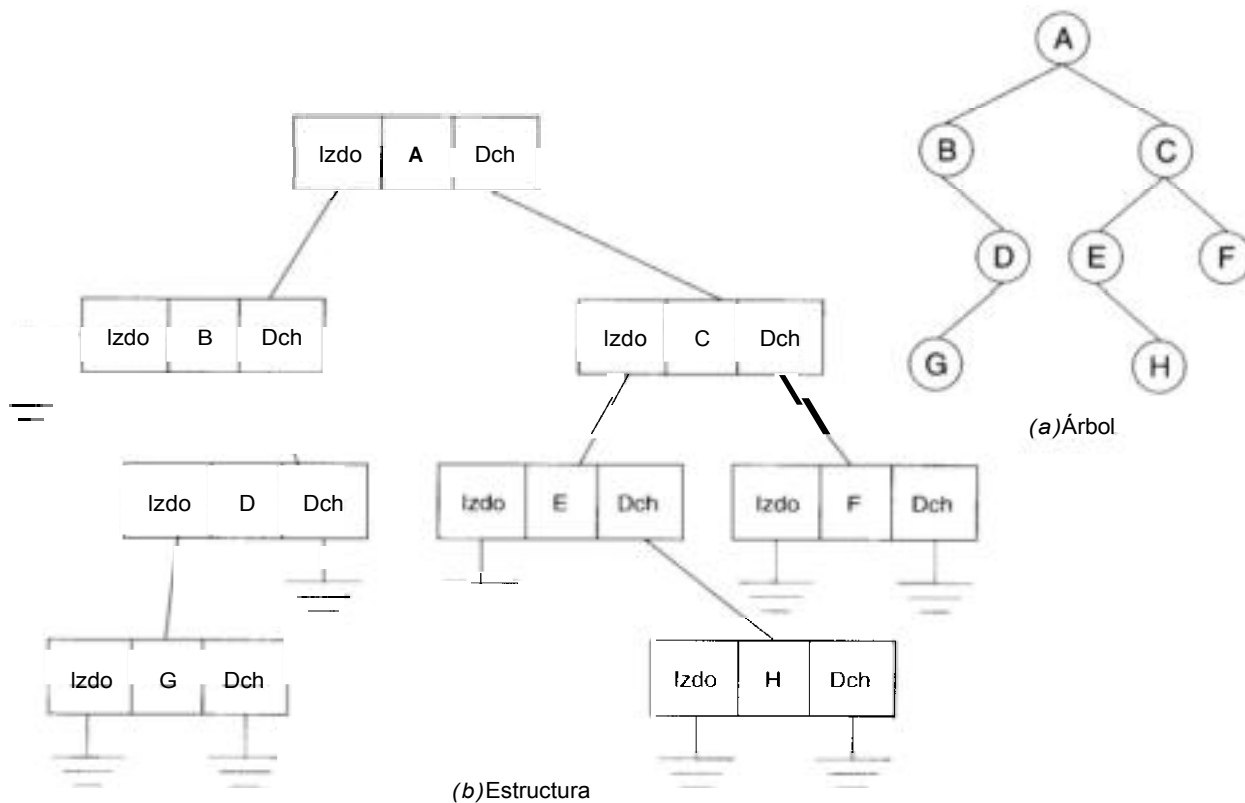 A
Izdo A Dch
B C
Izdo B Dch
Izdo C Dch
D E F
G H
(a)Árbol
Izdo D Dch
Izdo E Dch
Izdo F Dch
Izdo G Dch
Izdo H Dch
(b)Estructura